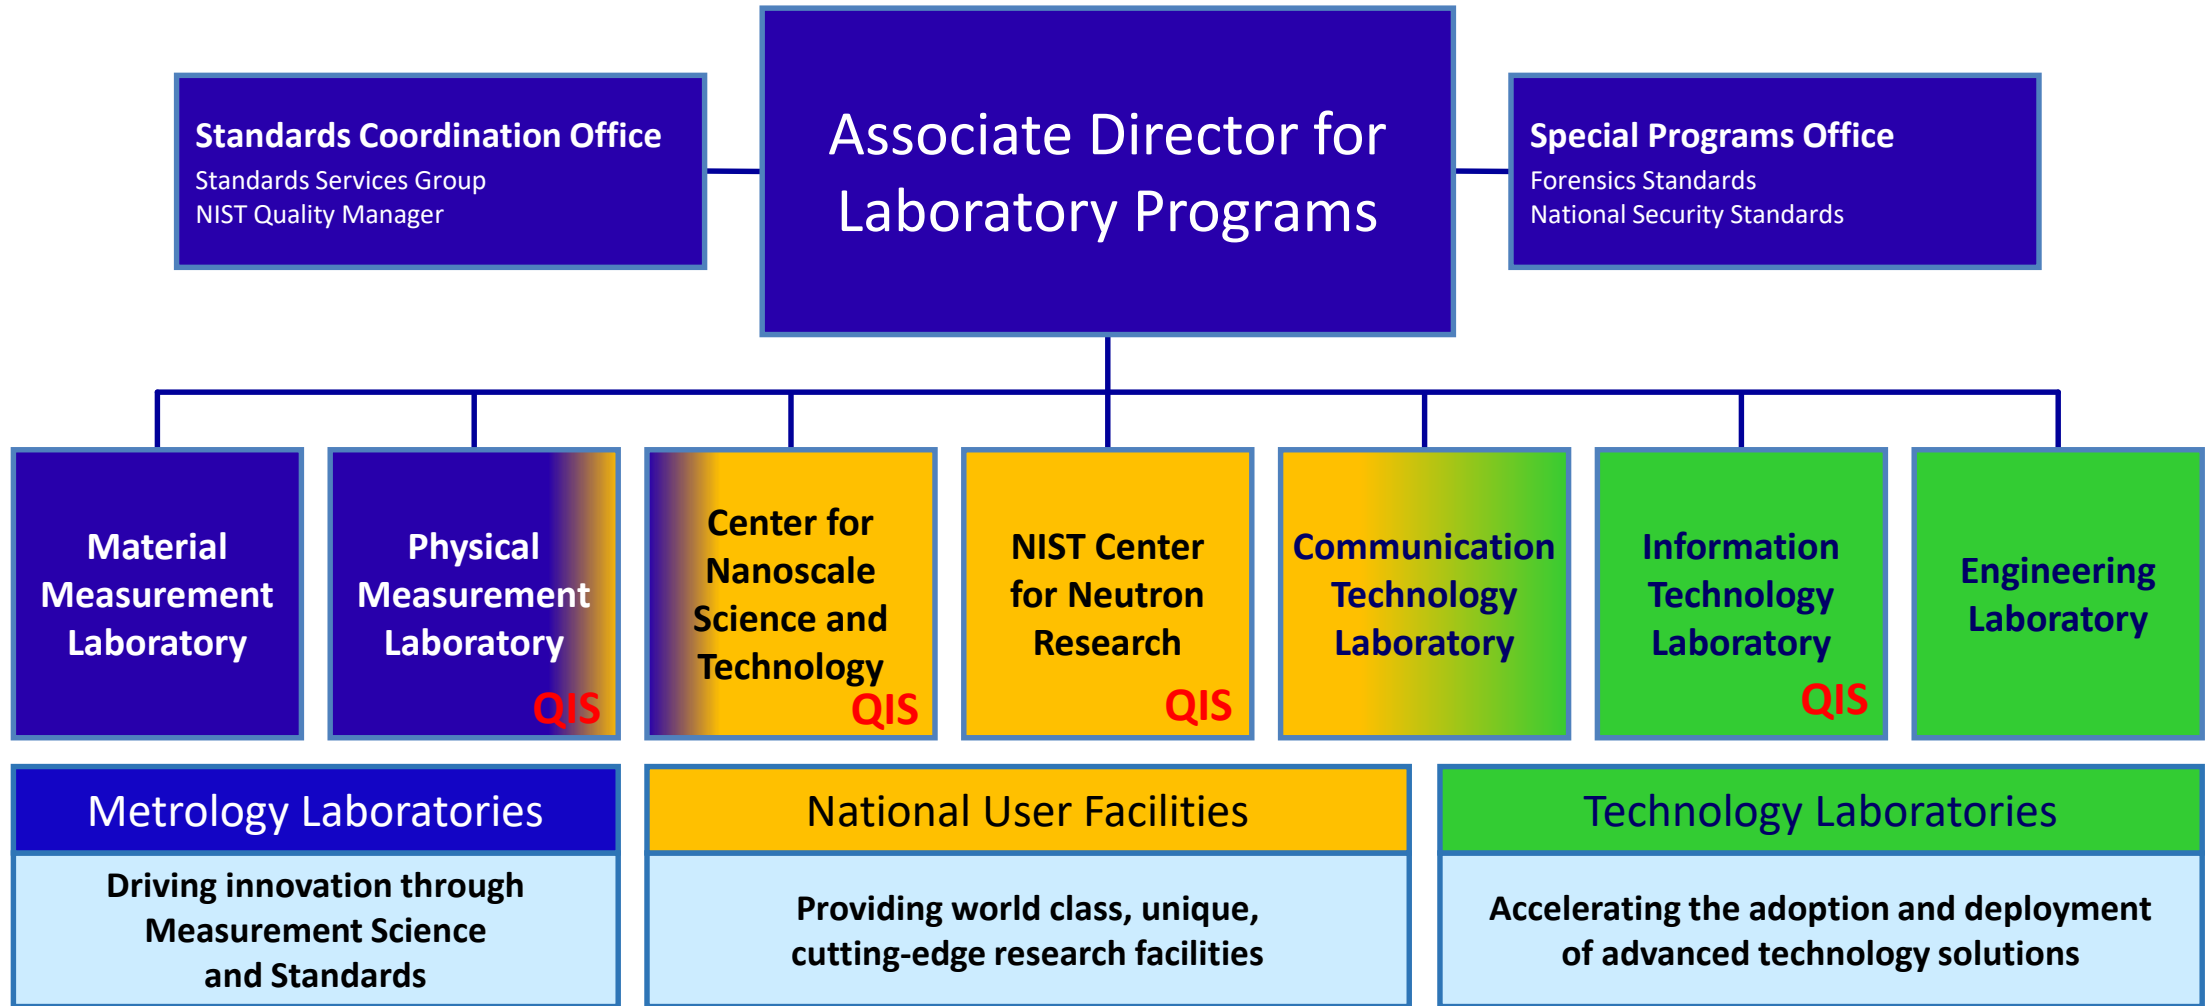 Associate Director for
Laboratory Programs
Standards Coordination Office
Standards Services Group
NIST Quality Manager
Special Programs Office
Forensics Standards
National Security Standards
Material
Measurement
Laboratory
Physical
Measurement
Laboratory
QIS
Center for
Nanoscale
Science and
Technology
QIS
NIST Center
for Neutron
Research
QIS
Communication
Technology
Laboratory
Information
Technology
Laboratory
QIS
Engineering
Laboratory
Metrology Laboratories
Driving innovation through
Measurement Science
and Standards
National User Facilities
Providing world class, unique,
cutting-edge research facilities
Technology Laboratories
Accelerating the adoption and deployment
of advanced technology solutions